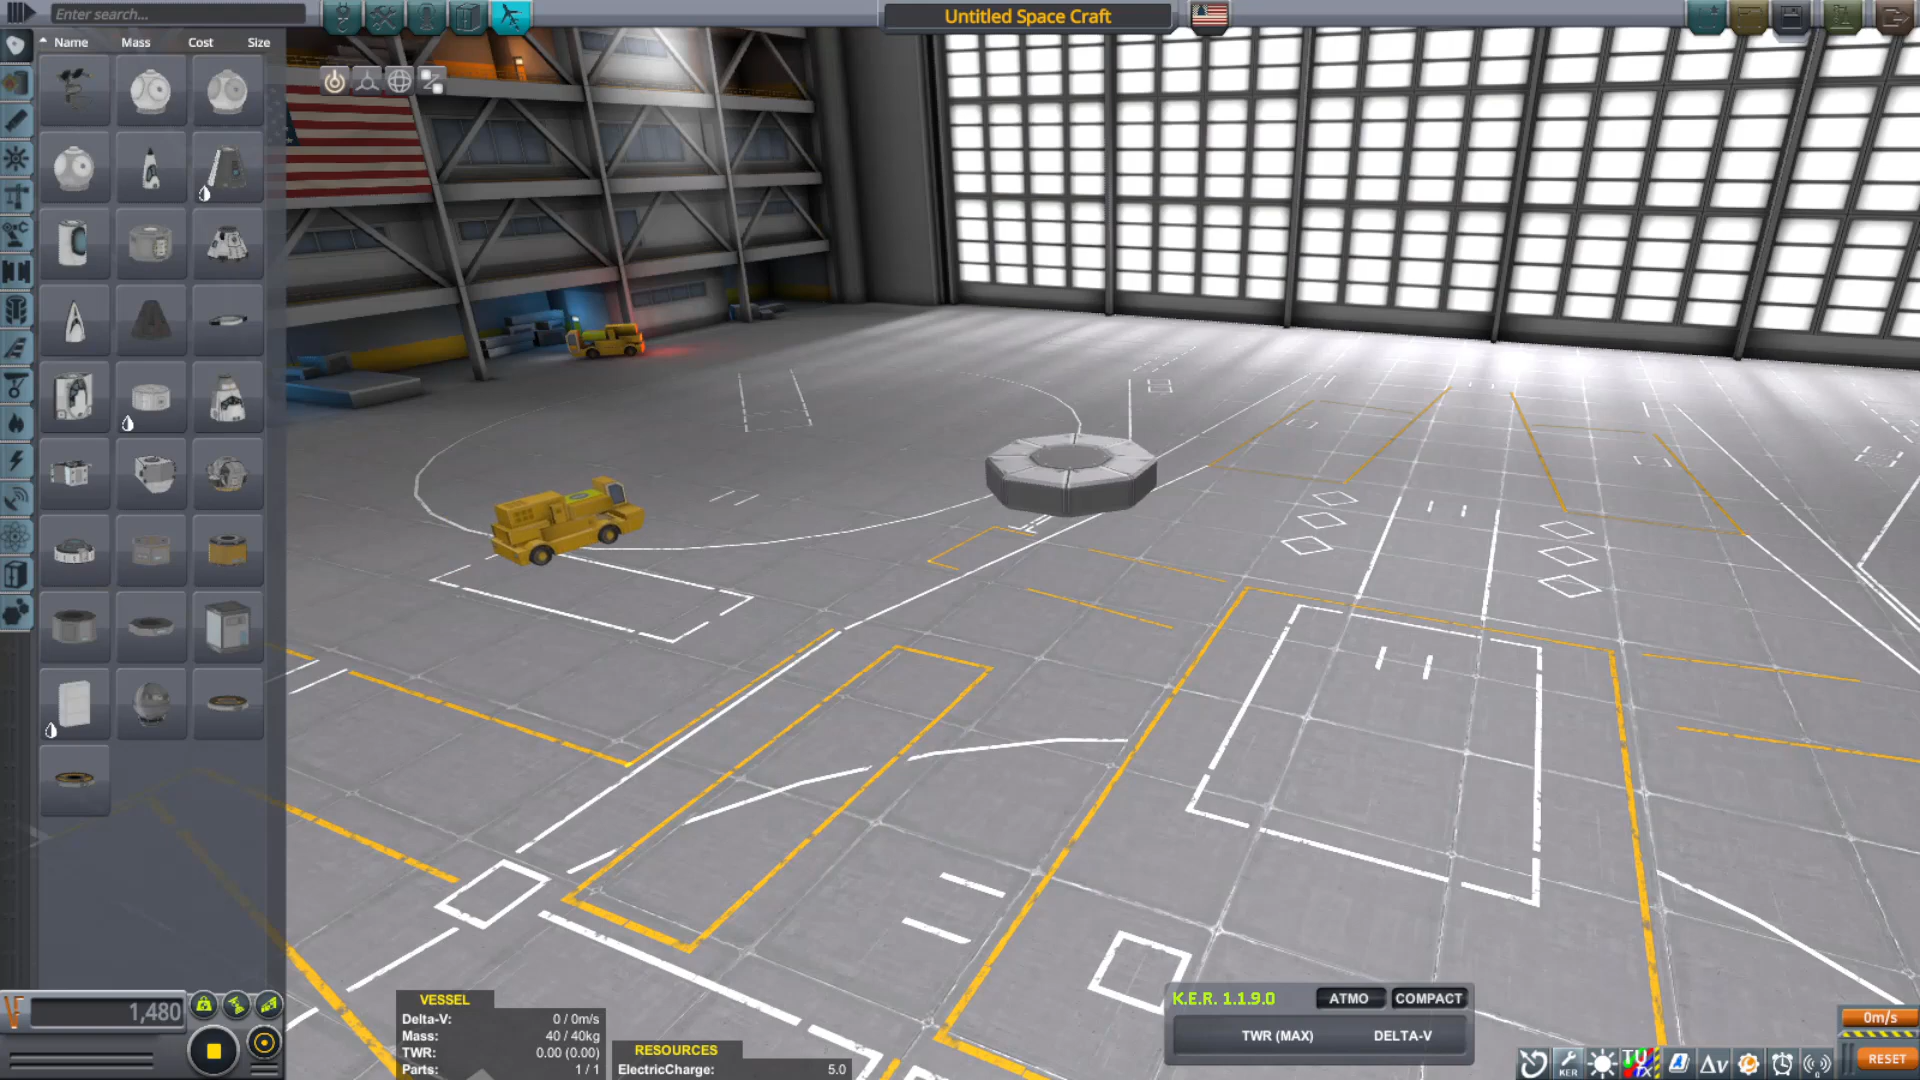 Enter search...
Untitled Space Craft
Name Mass Cost Size
1,480
VESSEL
Delta-V: 0 / 0m/s
Mass: 40 / 40kg
TWR: 0.00 (0.00)
Parts: 1 / 1
RESOURCES
ElectricCharge: 5.0
K.E.R. 1.1.9.0 ATMO COMPACT
TWR (MAX) DELTA-V
0m/s
KER
TU
TX
Δv
RESET